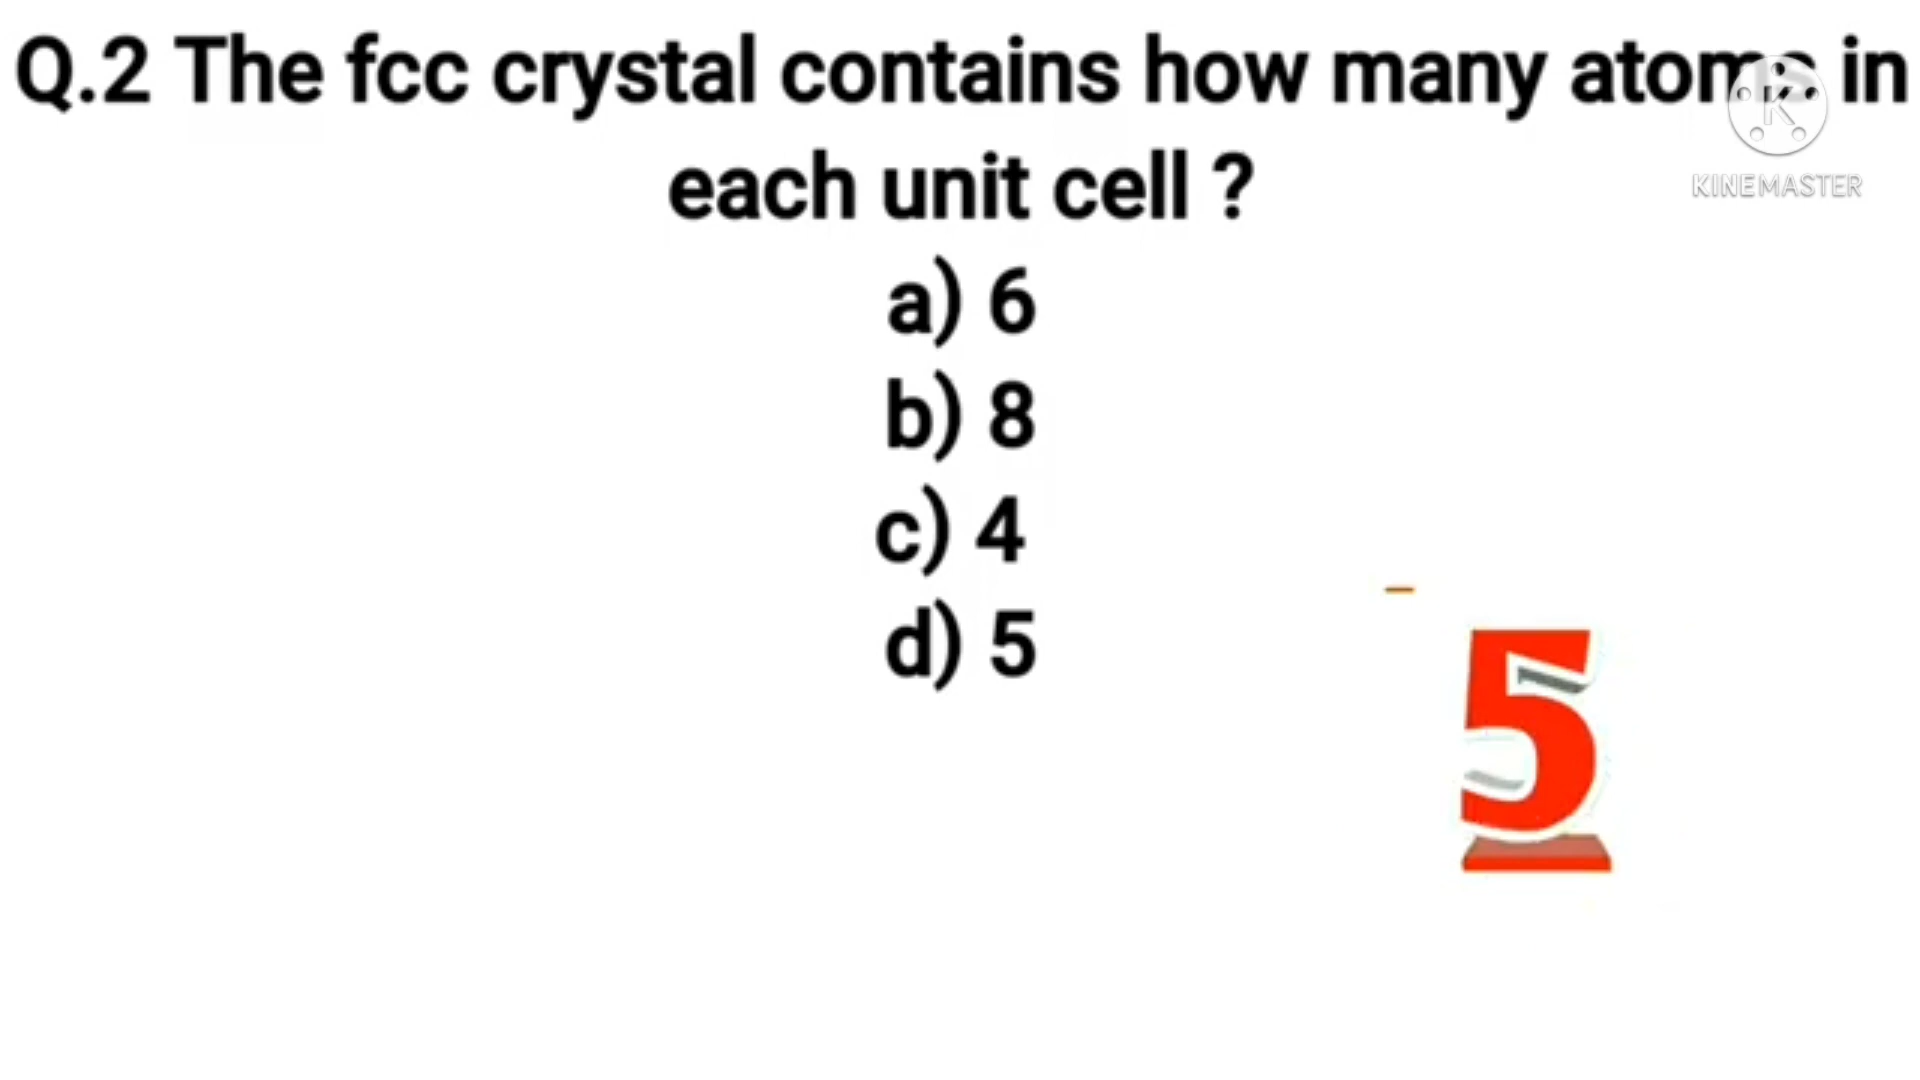 Q.2 The fcc crystal contains how many atoms in
each unit cell ?
a) 6
b) 8
c) 4
d) 5
5
K
KINEMASTER